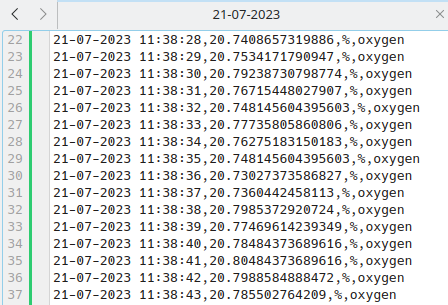 21-07-2023
22 21-07-2023 11:38:28,20.7408657319886,%,oxygen
23 21-07-2023 11:38:29,20.7534171790947,%,oxygen
24 21-07-2023 11:38:30,20.79238730798774,%,oxygen
25 21-07-2023 11:38:31,20.76715448027907,%,oxygen
26 21-07-2023 11:38:32,20.748145604395603,%,oxygen
27 21-07-2023 11:38:33,20.77735805860806,%,oxygen
28 21-07-2023 11:38:34,20.76275183150183,%,oxygen
29 21-07-2023 11:38:35,20.748145604395603,%,oxygen
30 21-07-2023 11:38:36,20.73027373586827,%,oxygen
31 21-07-2023 11:38:37,20.7360442458113,%,oxygen
32 21-07-2023 11:38:38,20.7985372920724,%,oxygen
33 21-07-2023 11:38:39,20.77469614239349,%,oxygen
34 21-07-2023 11:38:40,20.78484373689616,%,oxygen
35 21-07-2023 11:38:41,20.80484373689616,%,oxygen
36 21-07-2023 11:38:42,20.7988584888472,%,oxygen
37 21-07-2023 11:38:43,20.785502764209,%,oxygen